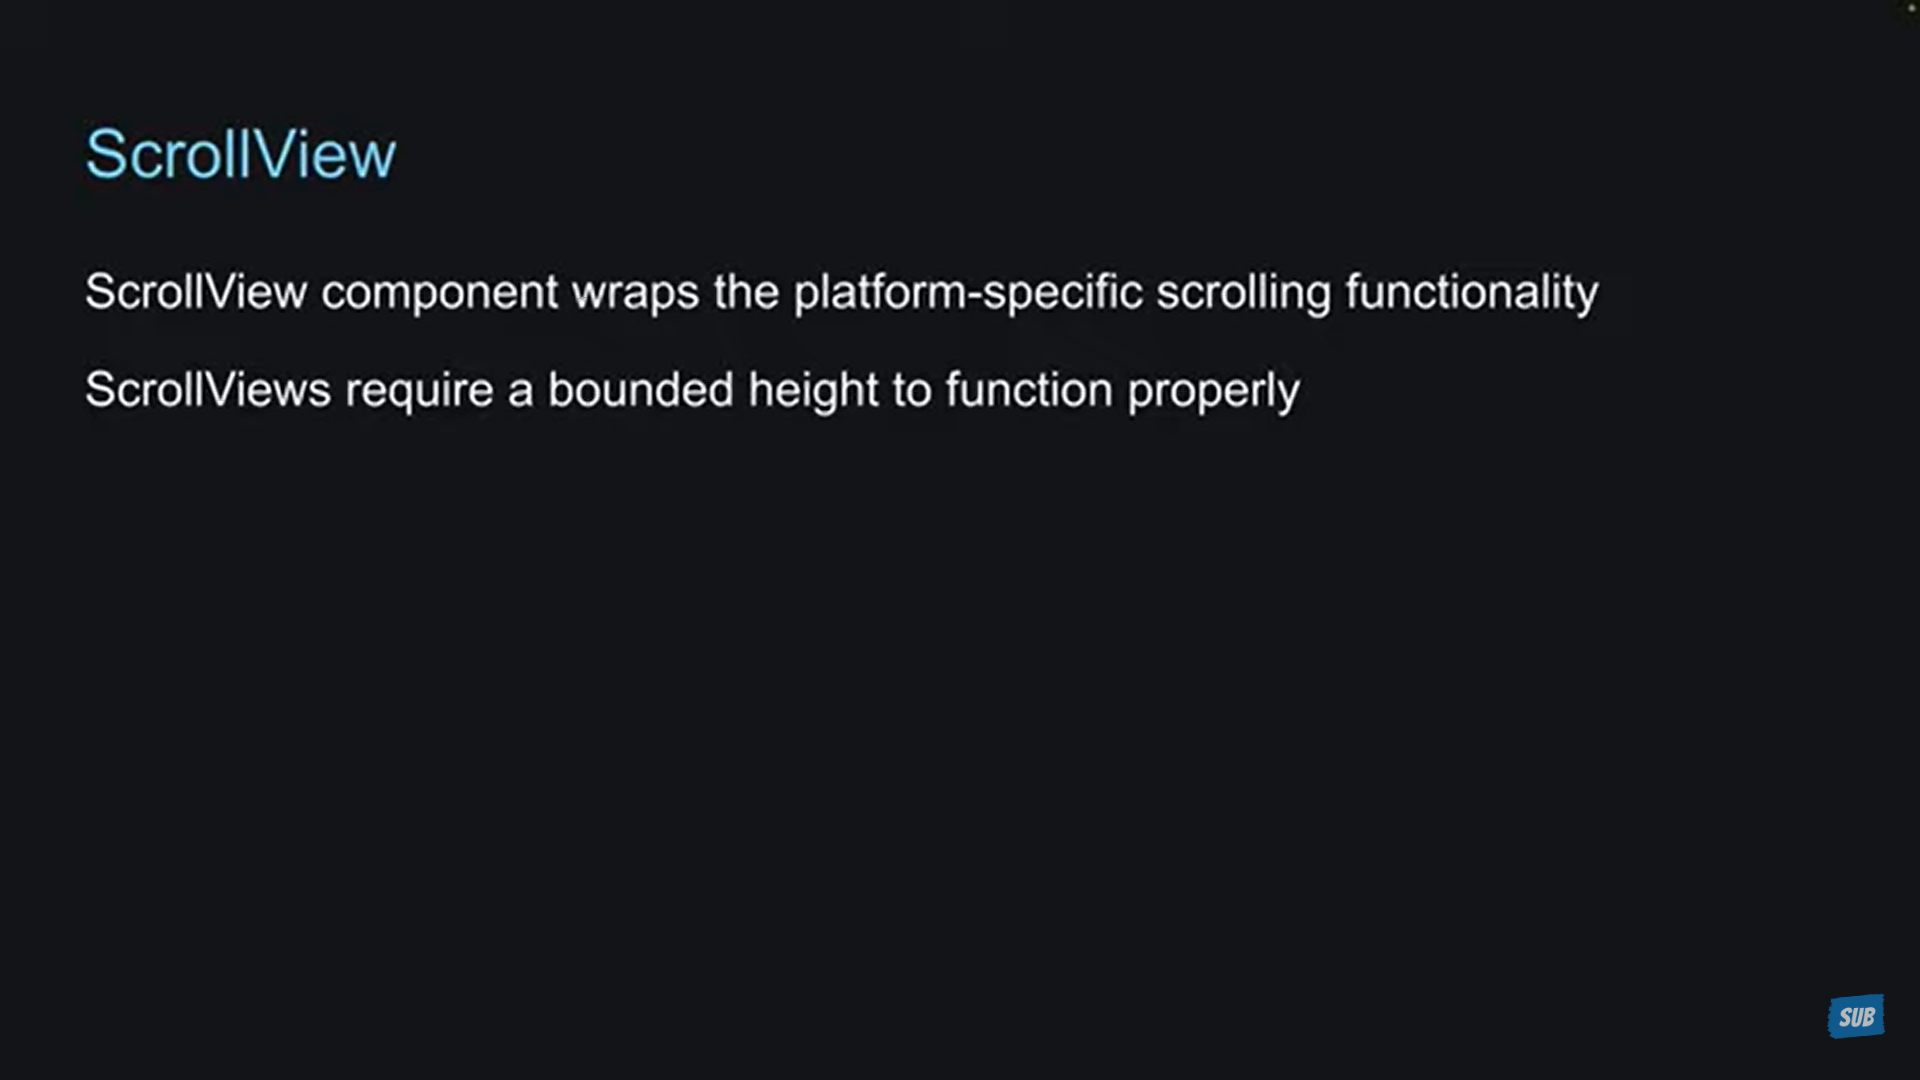 ScrollView
ScrollView component wraps the platform-specific scrolling functionality
ScrollViews require a bounded height to function properly
SUB